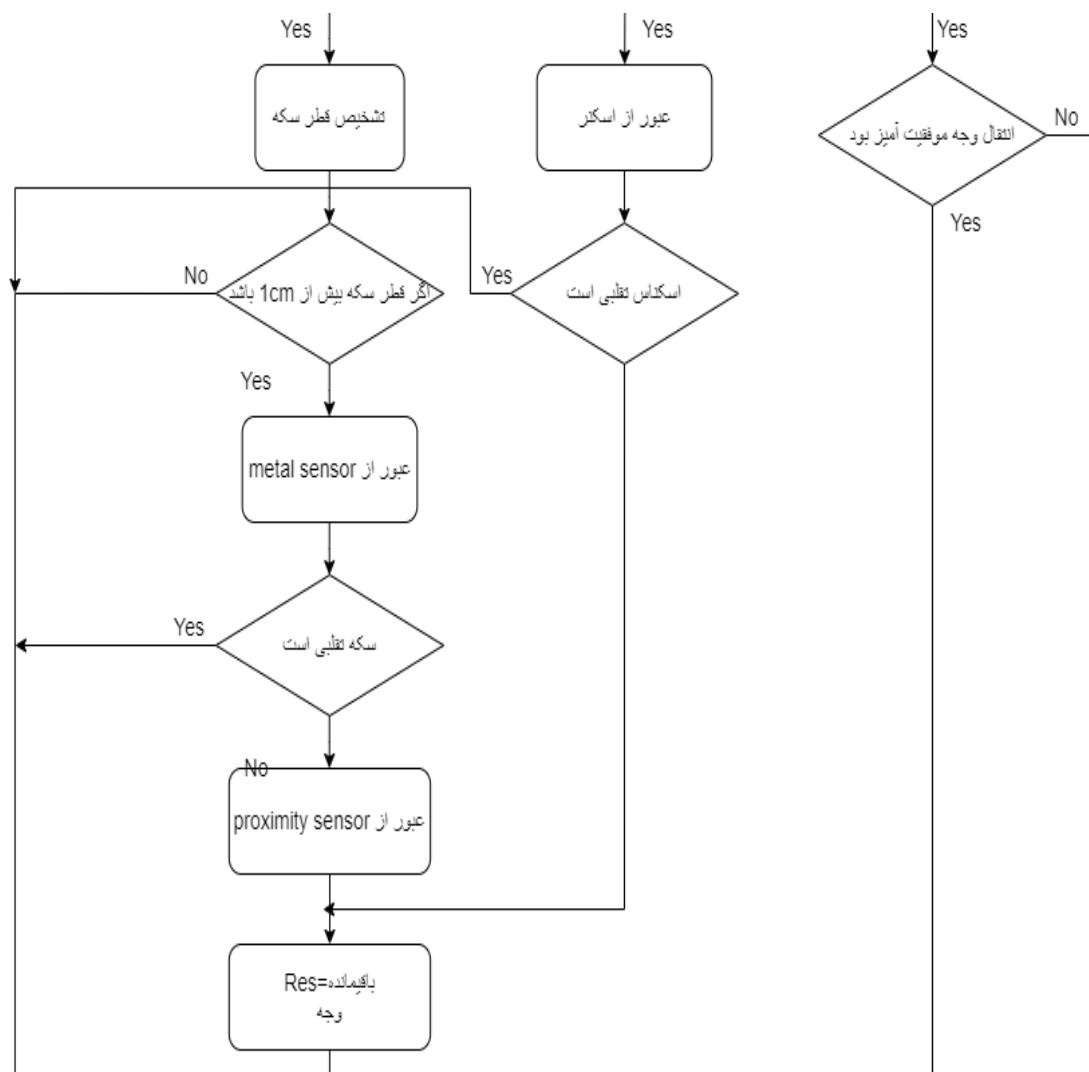 Yes
Yes
Yes
تشخیص قطر سکه
عبور از اسکنر
انتقال وجه موفقیت آمیز بود
No
Yes
No
اگر قطر سکه بیش از 1cm باشد
Yes
اسکناس تقلبی است
Yes
عبور از metal sensor
Yes
سکه تقلبی است
No
عبور از proximity sensor
Res=باقیمانده
وجه